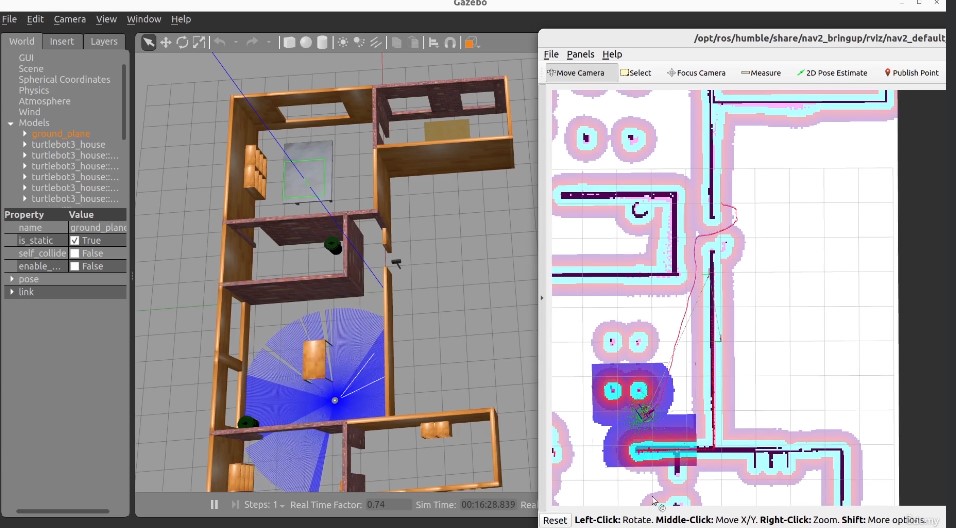 Gazebo
File Edit Camera View Window Help
World Insert Layers
GUI
Scene
Spherical Coordinates
Physics
Atmosphere
Wind
Models
ground_plane
turtlebot3_house
turtlebot3_house::...
turtlebot3_house::...
turtlebot3_house::...
turtlebot3_house::...
turtlebot3_house::...
Property Value
name ground_plane
is_static True
self_collide False
enable_... False
pose
link
Steps: 1 Real Time Factor: 0.74 Sim Time: 00:16:28.839 Rea
/opt/ros/humble/share/nav2_bringup/rviz/nav2_default_
File Panels Help
Move Camera Select Focus Camera Measure 2D Pose Estimate Publish Point
Reset Left-Click: Rotate. Middle-Click: Move X/Y. Right-Click: Zoom. Shift: More options.